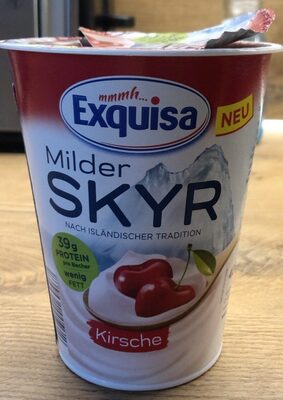 mmmh...
Exquisa
NEU
Milder
SKYR
NACH ISLÄNDISCHER TRADITION
39g
PROTEIN
pro Becher
wenig
FETT
Kirsche